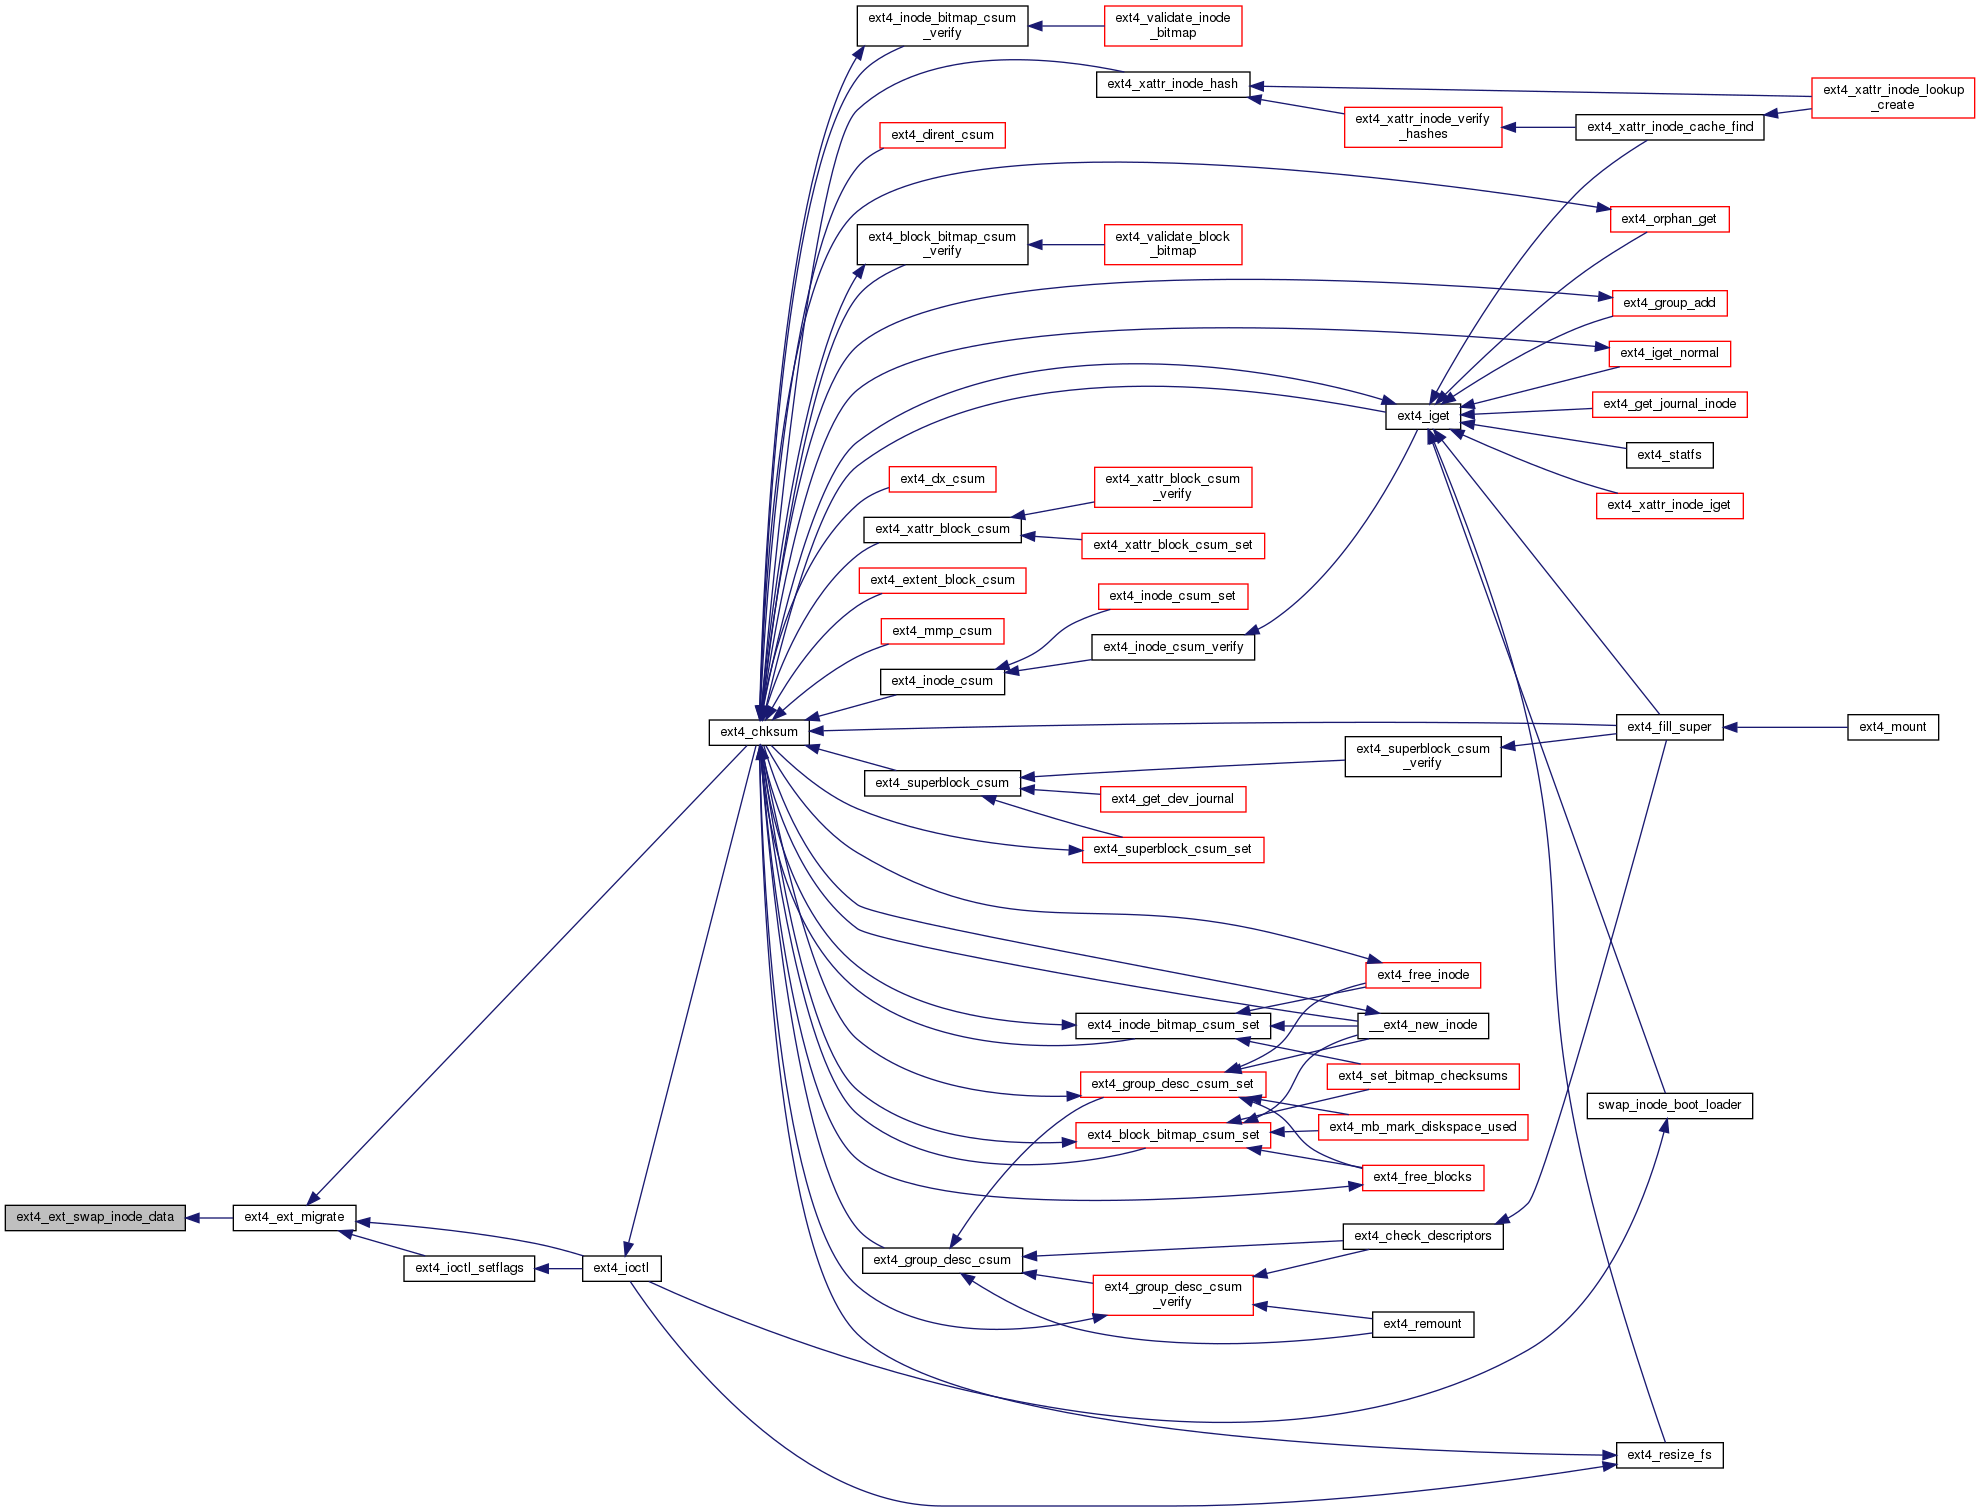 ext4_inode_bitmap_csum
_verify
ext4_validate_inode
_bitmap
ext4_xattr_inode_hash
ext4_xattr_inode_lookup
_create
ext4_xattr_inode_verify
_hashes
ext4_xattr_inode_cache_find
ext4_dirent_csum
ext4_orphan_get
ext4_block_bitmap_csum
_verify
ext4_validate_block
_bitmap
ext4_group_add
ext4_iget_normal
ext4_get_journal_inode
ext4_iget
ext4_statfs
ext4_dx_csum
ext4_xattr_block_csum
_verify
ext4_xattr_inode_iget
ext4_xattr_block_csum
ext4_xattr_block_csum_set
ext4_extent_block_csum
ext4_inode_csum_set
ext4_mmp_csum
ext4_inode_csum_verify
ext4_inode_csum
ext4_chksum
ext4_fill_super
ext4_mount
ext4_superblock_csum
_verify
ext4_superblock_csum
ext4_get_dev_journal
ext4_superblock_csum_set
ext4_free_inode
ext4_inode_bitmap_csum_set
__ext4_new_inode
ext4_set_bitmap_checksums
ext4_group_desc_csum_set
swap_inode_boot_loader
ext4_mb_mark_diskspace_used
ext4_block_bitmap_csum_set
ext4_free_blocks
ext4_ext_swap_inode_data
ext4_ext_migrate
ext4_check_descriptors
ext4_group_desc_csum
ext4_ioctl_setflags
ext4_ioctl
ext4_group_desc_csum
_verify
ext4_remount
ext4_resize_fs